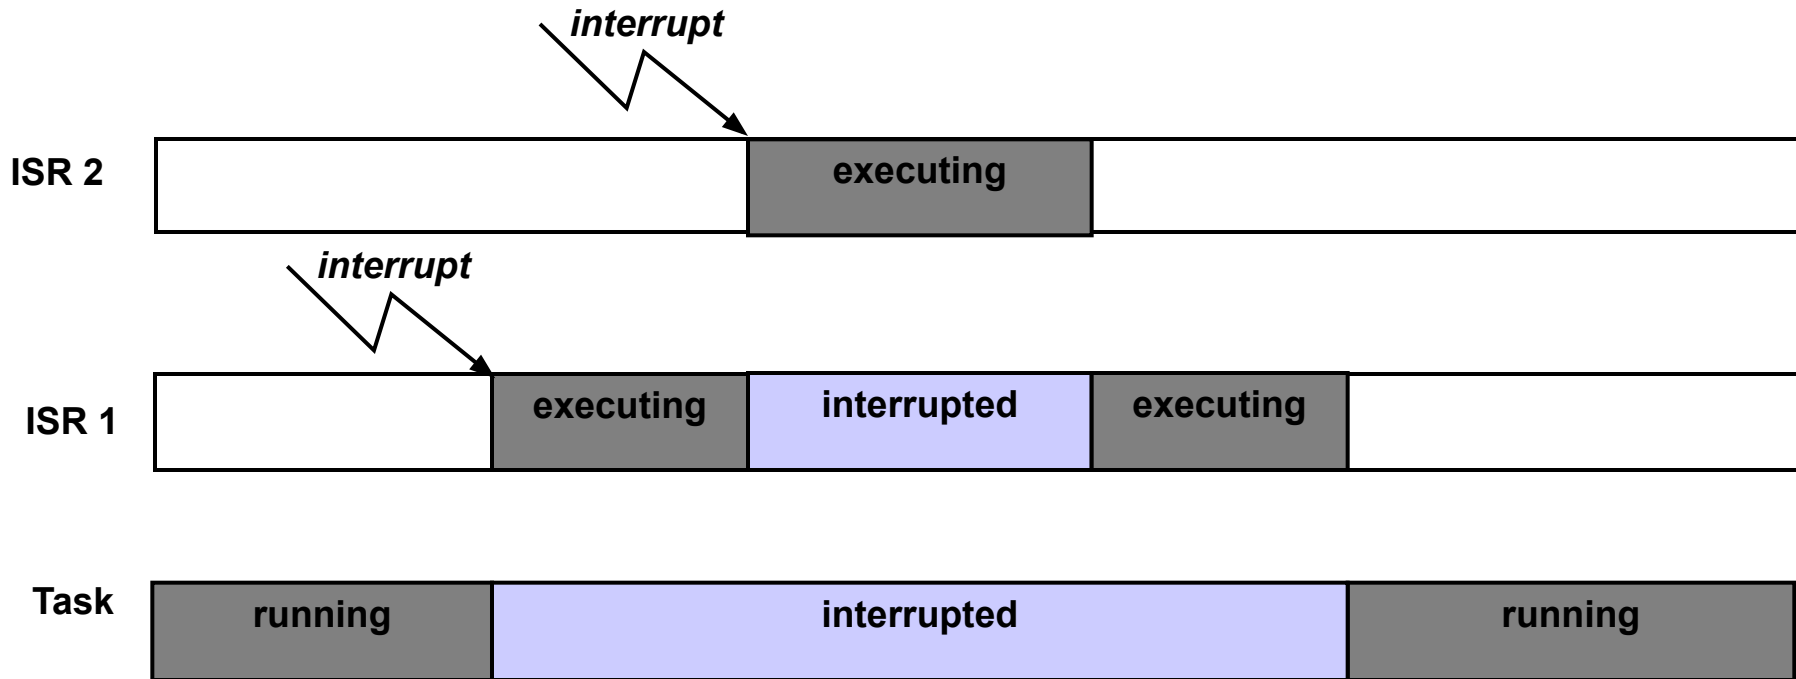 interrupt
ISR 2
executing
interrupt
ISR 1
executing
interrupted
executing
Task
running
interrupted
running